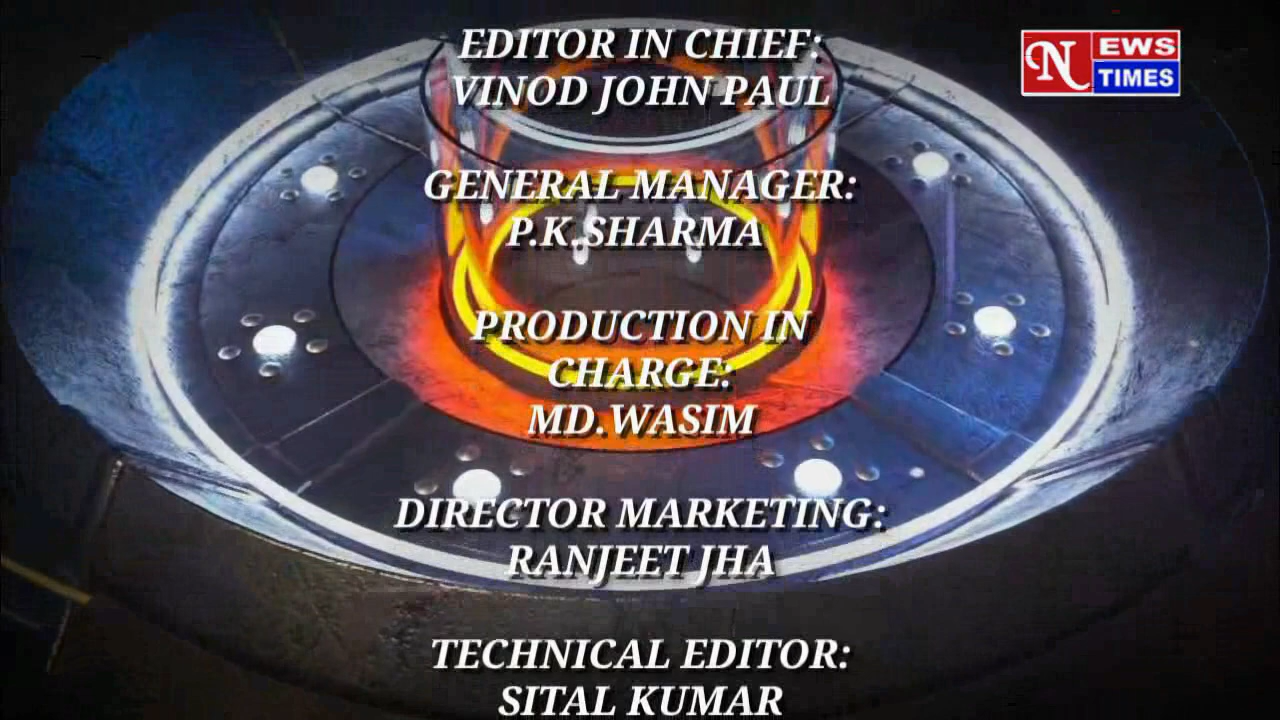 EDITOR IN CHIEF:
VINOD JOHN PAUL
NEWS
TIMES
GENERAL MANAGER:
P.K.SHARMA
PRODUCTION IN
CHARGE:
MD.WASIM
DIRECTOR MARKETING:
RANJEET JHA
TECHNICAL EDITOR:
SITAL KUMAR